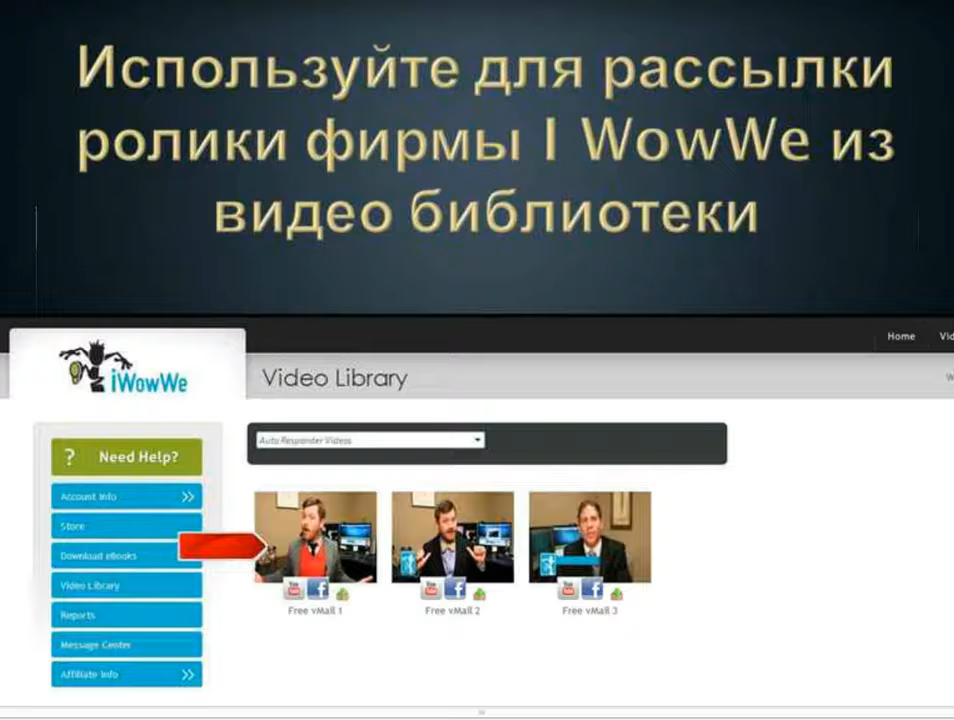 Используйте для рассылки
ролики фирмы I WowWe из
видео библиотеки
Home
iWowWe
Video Library
? Need Help?
Auto Responder Videos
Account Info
Store
Download eBooks
Video Library
Reports
Message Center
Affiliate Info
Free vMail 1
Free vMail 2
Free vMail 3